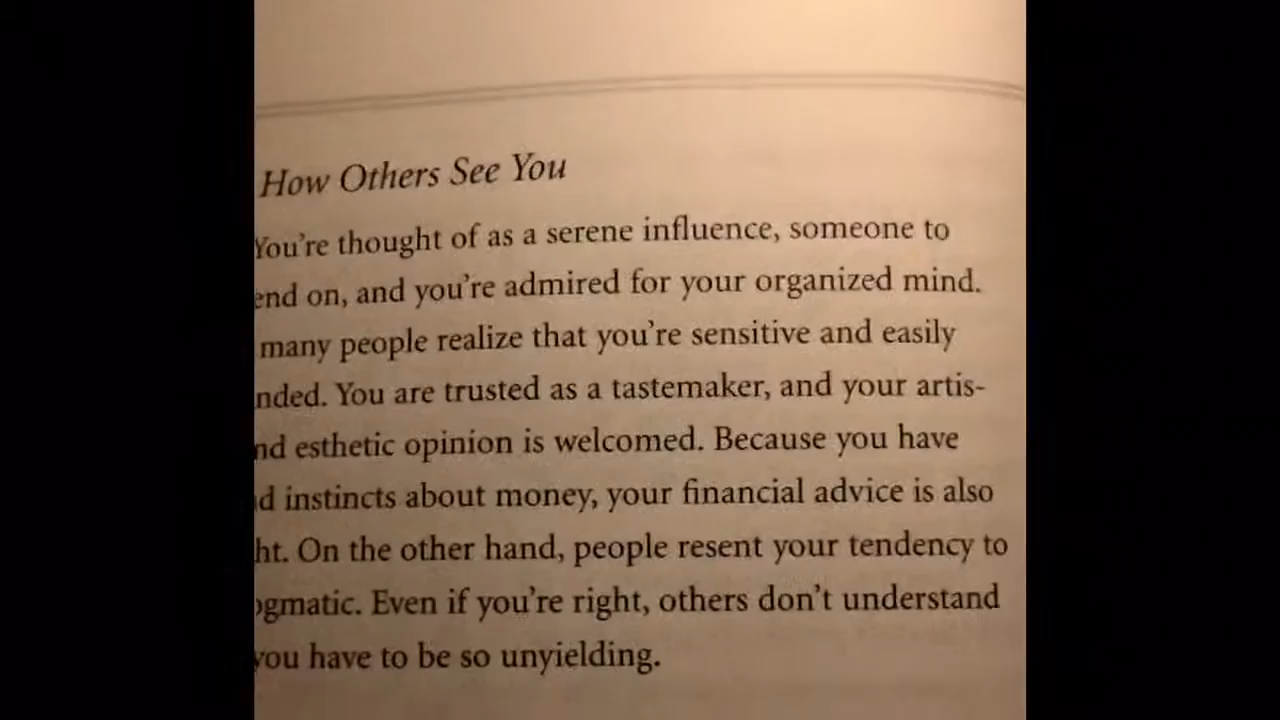 How Others See You
You're thought of as a serene influence, someone to
end on, and you're admired for your organized mind.
many people realize that you're sensitive and easily
nded. You are trusted as a tastemaker, and your artis-
nd esthetic opinion is welcomed. Because you have
d instincts about money, your financial advice is also
ht. On the other hand, people resent your tendency to
ogmatic. Even if you're right, others don't understand
you have to be so unyielding.